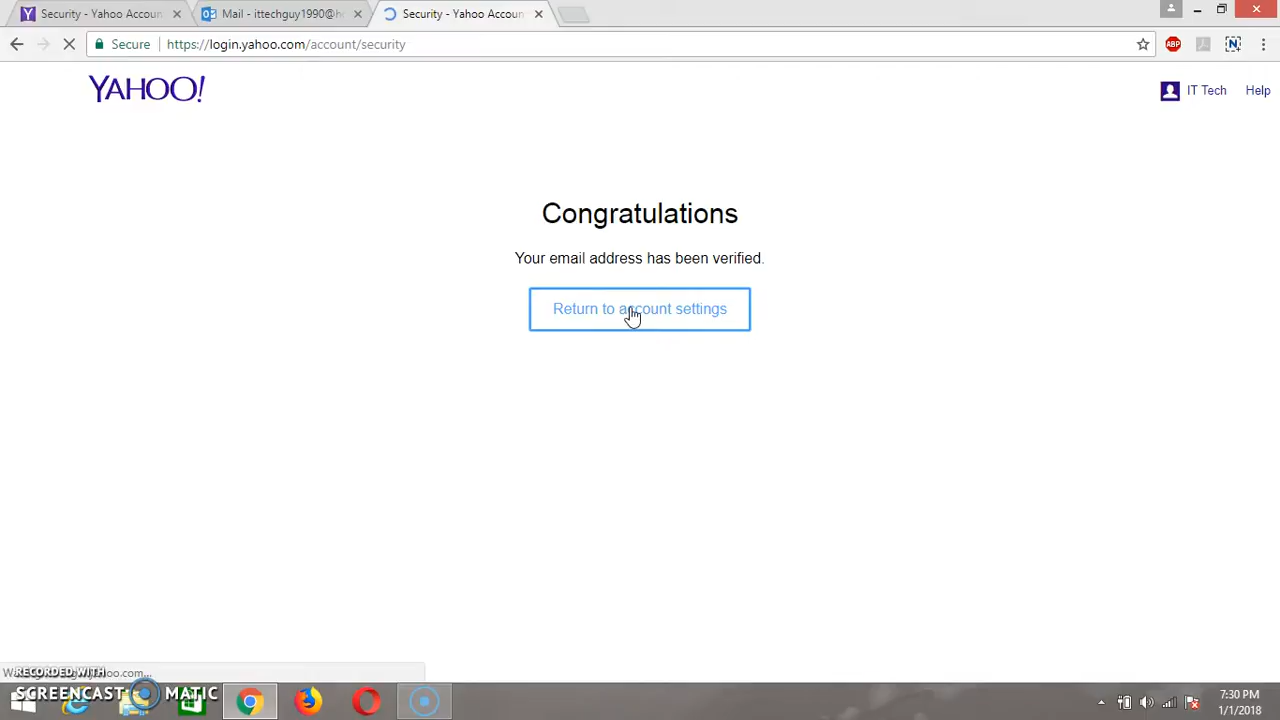 Security - Yahoo Accoun
Mail - ittechguy1990@h
Security - Yahoo Accoun
Secure
https://login.yahoo.com/account/security
ABP
N
YAHOO!
IT Tech
Help
Congratulations
Your email address has been verified.
Return to account settings
RECORDED WITH
SCREENCAST MATIC
7:30 PM
1/1/2018